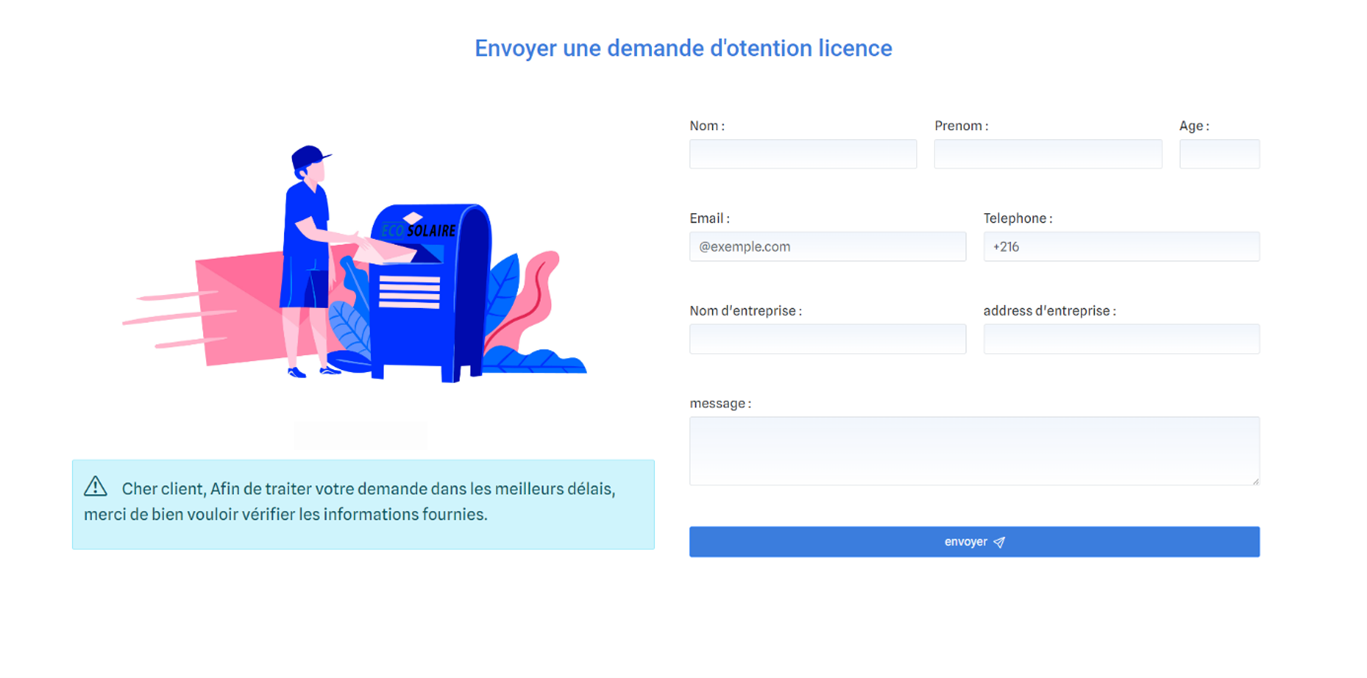 Envoyer une demande d'otention licence
Nom :
Prenom :
Age :
Email :
@exemple.com
Telephone :
+216
Nom d'entreprise :
address d'entreprise :
message :
envoyer
ECO SOLAIRE
Cher client, Afin de traiter votre demande dans les meilleurs délais,
merci de bien vouloir vérifier les informations fournies.